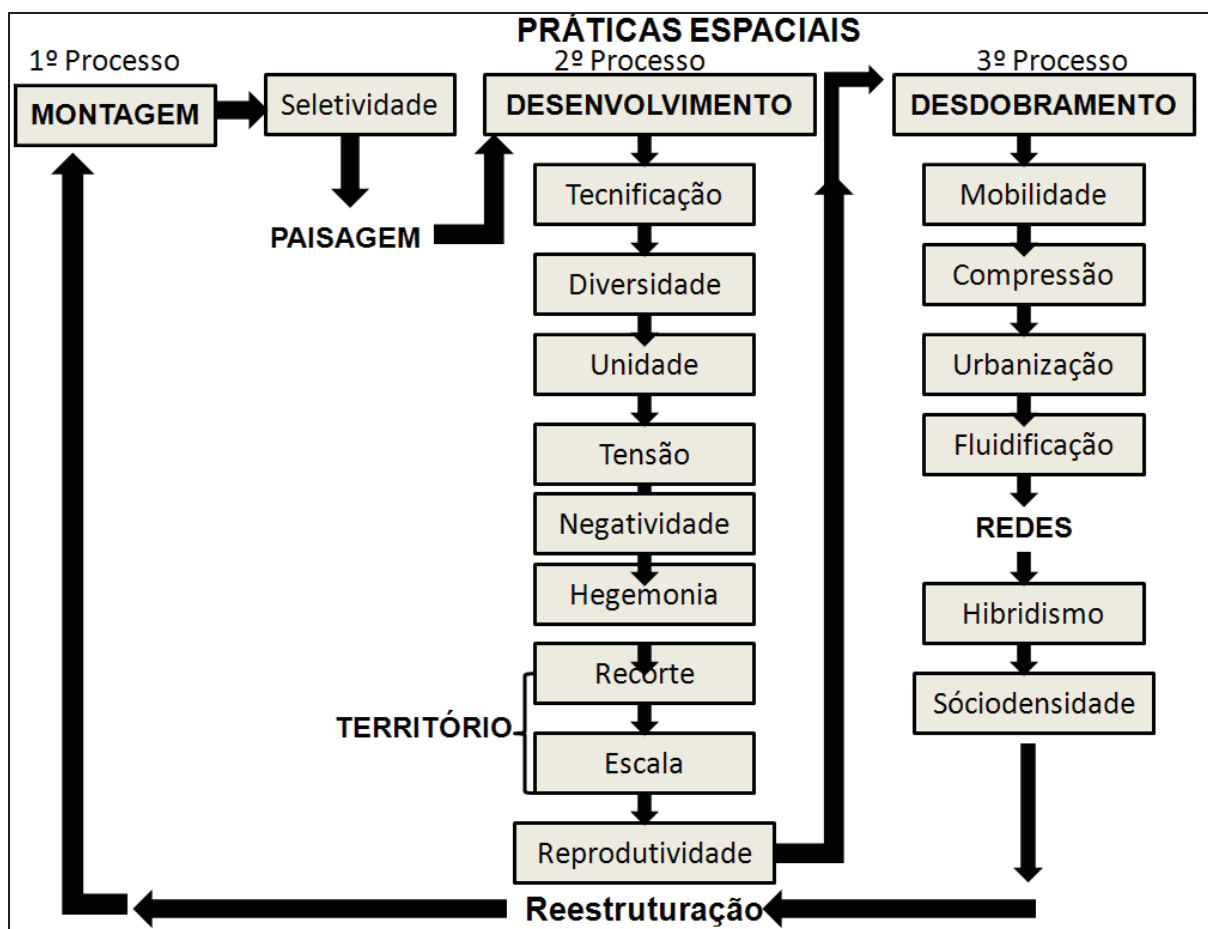 PRÁTICAS ESPACIAIS
1º Processo
MONTAGEM
Seletividade
PAISAGEM
2º Processo
DESENVOLVIMENTO
Tecnificação
Diversidade
Unidade
Tensão
Negatividade
Hegemonia
Recorte
TERRITÓRIO
Escala
Reprodutividade
3º Processo
DESDOBRAMENTO
Mobilidade
Compressão
Urbanização
Fluidificação
REDES
Hibridismo
Sóciodensidade
Reestruturação